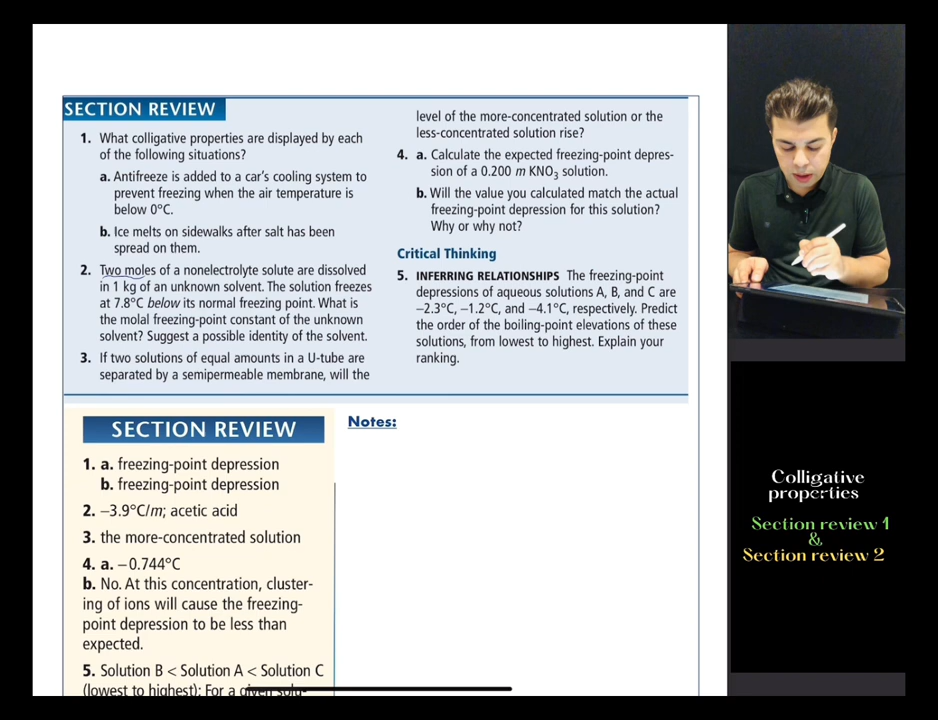 SECTION REVIEW
1. What colligative properties are displayed by each
of the following situations?
a. Antifreeze is added to a car's cooling system to
prevent freezing when the air temperature is
below 0°C.
b. Ice melts on sidewalks after salt has been
spread on them.
2. Two moles of a nonelectrolyte solute are dissolved
in 1 kg of an unknown solvent. The solution freezes
at 7.8°C below its normal freezing point. What is
the molal freezing-point constant of the unknown
solvent? Suggest a possible identity of the solvent.
3. If two solutions of equal amounts in a U-tube are
separated by a semipermeable membrane, will the
level of the more-concentrated solution or the
less-concentrated solution rise?
4. a. Calculate the expected freezing-point depres-
sion of a 0.200 m KNO₃ solution.
b. Will the value you calculated match the actual
freezing-point depression for this solution?
Why or why not?
Critical Thinking
5. INFERRING RELATIONSHIPS The freezing-point
depressions of aqueous solutions A, B, and C are
−2.3°C, −1.2°C, and −4.1°C, respectively. Predict
the order of the boiling-point elevations of these
solutions, from lowest to highest. Explain your
ranking.
SECTION REVIEW
1. a. freezing-point depression
b. freezing-point depression
2. −3.9°C/m; acetic acid
3. the more-concentrated solution
4. a. −0.744°C
b. No. At this concentration, cluster-
ing of ions will cause the freezing-
point depression to be less than
expected.
5. Solution B < Solution A < Solution C
(lowest to highest); For a given solu-
Notes:
Colligative
properties
Section review 1
&
Section review 2